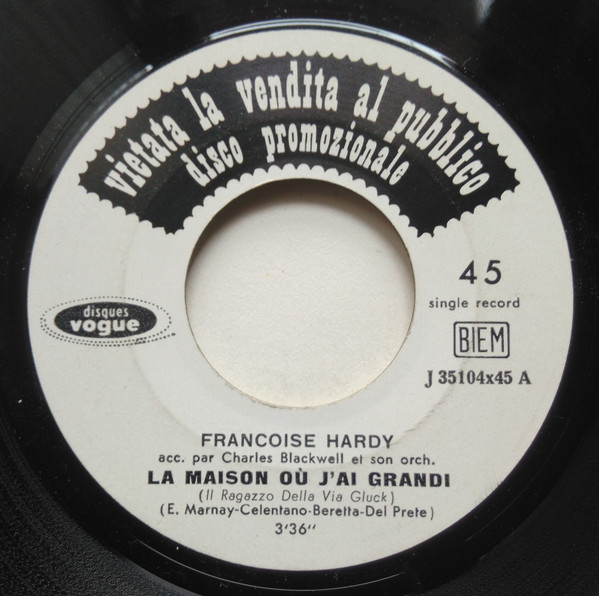 vietata la vendita al pubblico
disco promozionale
45
single record
disques
vogue
BIEM
J 35104x45 A
FRANCOISE HARDY
acc. par Charles Blackwell et son orch.
LA MAISON OÙ J'AI GRANDI
(Il Ragazzo Della Via Gluck)
(E. Marnay-Celentano-Beretta-Del Prete)
3'36"